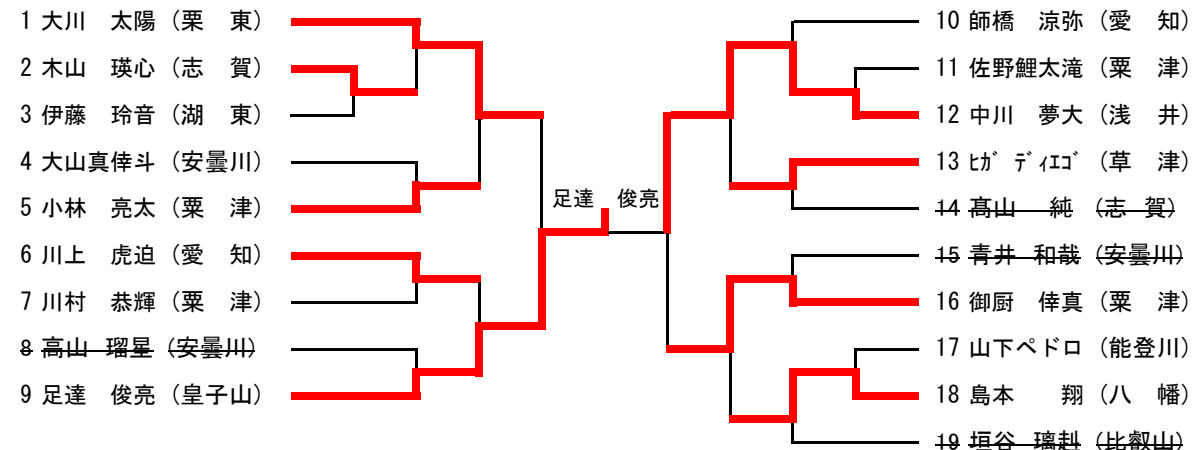 1 大川　太陽（栗　東）
2 木山　瑛心（志　賀）
3 伊藤　玲音（湖　東）
4 大山真倖斗（安曇川）
5 小林　亮太（粟　津）
6 川上　虎迫（愛　知）
7 川村　恭輝（粟　津）
8 高山　瑠星（安曇川）
9 足達　俊亮（皇子山）
足達　俊亮
10 師橋　涼弥（愛　知）
11 佐野鯉太滝（粟　津）
12 中川　夢大（浅　井）
13 ﾋｶﾞ ﾃﾞｨｴｺﾞ（草　津）
14 髙山　純（志　賀）
15 青井　和哉（安曇川）
16 御厨　倖真（粟　津）
17 山下ペドロ（能登川）
18 島本　　翔（八　幡）
19 垣谷　璃赳（比叡山）